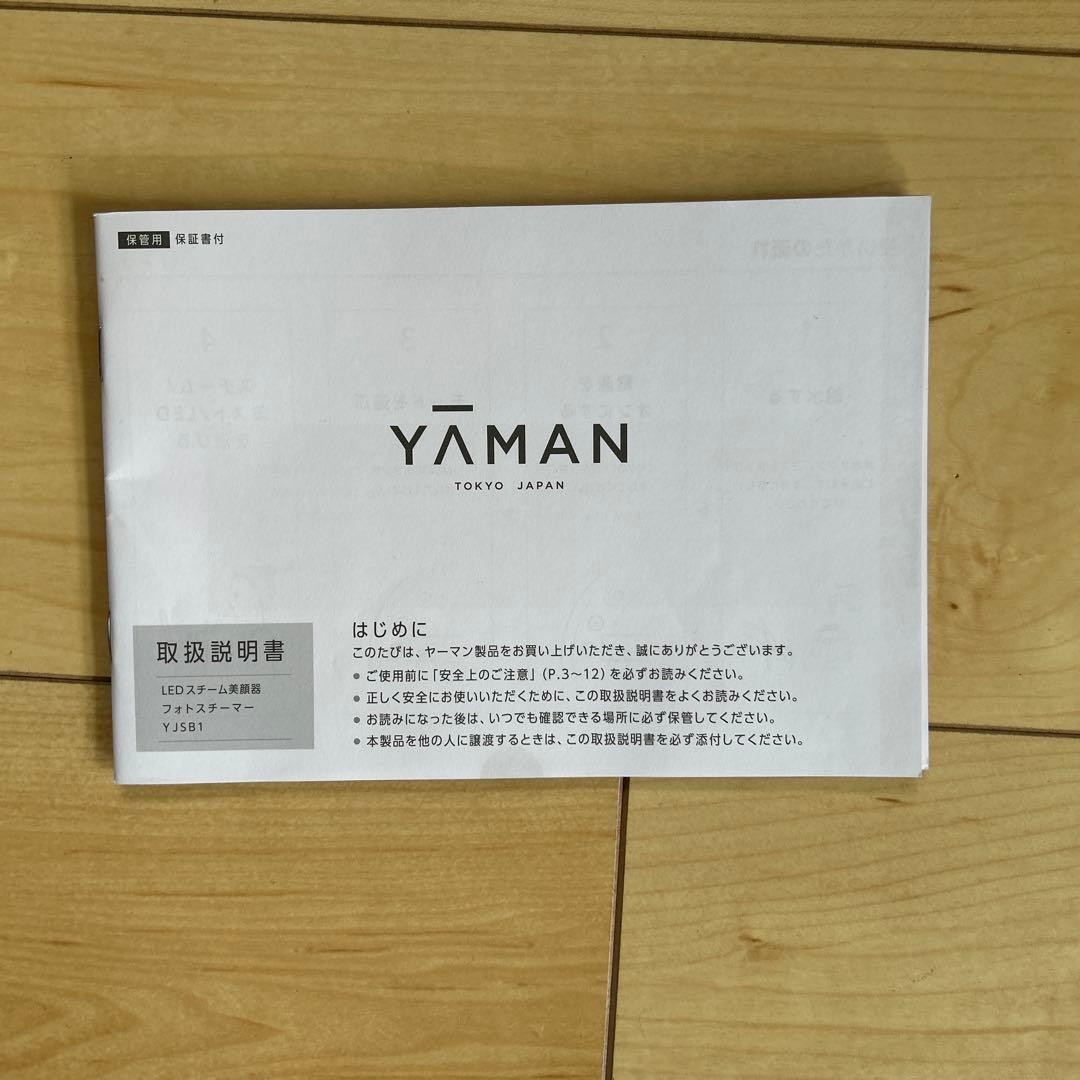 保管用 保証書付
YAMAN
TOKYO JAPAN
取扱説明書
LEDスチーム美顔器
フォトスチーマー
YJSB1
はじめに
このたびは、ヤーマン製品をお買い上げいただき、誠にありがとうございます。
● ご使用前に「安全上のご注意」(P.3〜12)を必ずお読みください。
● 正しく安全にお使いいただくために、この取扱説明書をよくお読みください。
● お読みになった後は、いつでも確認できる場所に必ず保管してください。
● 本製品を他の人に譲渡するときは、この取扱説明書を必ず添付してください。